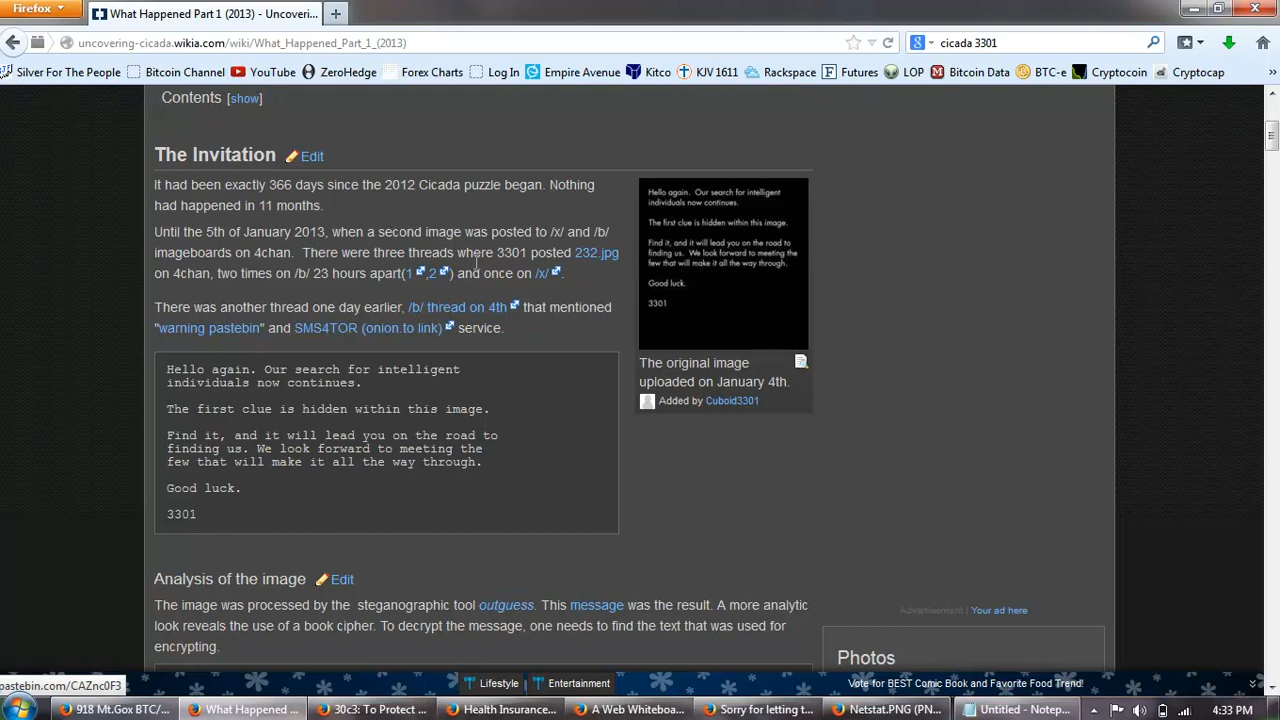 Firefox
What Happened Part 1 (2013) - Uncoveri...
uncovering-cicada.wikia.com/wiki/What_Happened_Part_1_(2013)
cicada 3301
Silver For The People
Bitcoin Channel
YouTube
ZeroHedge
Forex Charts
Log In
Empire Avenue
Kitco
KJV 1611
Rackspace
Futures
LOP
Bitcoin Data
BTC-e
Cryptocoin
Cryptocap
Contents [show]
The Invitation Edit
It had been exactly 366 days since the 2012 Cicada puzzle began. Nothing
had happened in 11 months.
Until the 5th of January 2013, when a second image was posted to /x/ and /b/
imageboards on 4chan. There were three threads where 3301 posted 232.jpg
on 4chan, two times on /b/ 23 hours apart(1 ,2 ) and once on /x/ .
There was another thread one day earlier, /b/ thread on 4th that mentioned
"warning pastebin" and SMS4TOR (onion.to link) service.
Hello again. Our search for intelligent
individuals now continues.
The first clue is hidden within this image.
Find it, and it will lead you on the road to
finding us. We look forward to meeting the
few that will make it all the way through.
Good luck.
3301
Hello again. Our search for intelligent
individuals now continues.
The first clue is hidden within this image.
Find it, and it will lead you on the road to
finding us. We look forward to meeting the
few that will make it all the way through.
Good luck.
3301
The original image
uploaded on January 4th.
Added by Cuboid3301
Analysis of the image Edit
The image was processed by the steganographic tool outguess. This message was the result. A more analytic
look reveals the use of a book cipher. To decrypt the message, one needs to find the text that was used for
encrypting.
Advertisement | Your ad here
Photos
pastebin.com/CAZnc0F3
Lifestyle
Entertainment
Vote for BEST Comic Book and Favorite Food Trend!
918 Mt.Gox BTC/...
What Happened ...
30c3: To Protect ...
Health Insurance...
A Web Whiteboa...
Sorry for letting t...
Netstat.PNG (PN...
Untitled - Notep...
4:33 PM